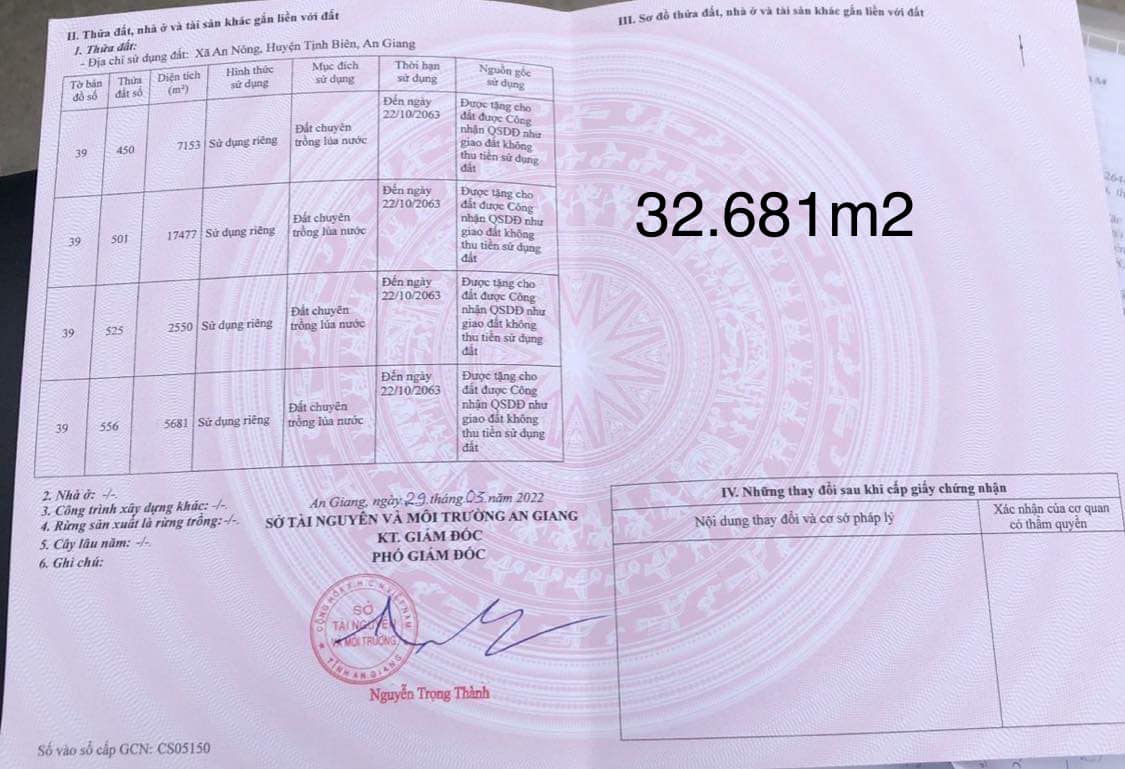 II. Thửa đất, nhà ở và tài sản khác gắn liền với đất
1. Thửa đất:
- Địa chỉ sử dụng đất: Xã An Nông, Huyện Tịnh Biên, An Giang
Tờ bản đồ số | Thửa đất số | Diện tích (m²) | Hình thức sử dụng | Mục đích sử dụng | Thời hạn sử dụng | Nguồn gốc sử dụng
39 | 450 | 7153 | Sử dụng riêng | Đất chuyên trồng lúa nước | Đến ngày 22/10/2063 | Được tặng cho đất được Công nhận QSDĐ như giao đất không thu tiền sử dụng đất
39 | 501 | 17477 | Sử dụng riêng | Đất chuyên trồng lúa nước | Đến ngày 22/10/2063 | Được tặng cho đất được Công nhận QSDĐ như giao đất không thu tiền sử dụng đất
39 | 525 | 2550 | Sử dụng riêng | Đất chuyên trồng lúa nước | Đến ngày 22/10/2063 | Được tặng cho đất được Công nhận QSDĐ như giao đất không thu tiền sử dụng đất
39 | 556 | 5681 | Sử dụng riêng | Đất chuyên trồng lúa nước | Đến ngày 22/10/2063 | Được tặng cho đất được Công nhận QSDĐ như giao đất không thu tiền sử dụng đất
2. Nhà ở: -/-.
3. Công trình xây dựng khác: -/-.
4. Rừng sản xuất là rừng trồng: -/-.
5. Cây lâu năm: -/-.
6. Ghi chú:
An Giang, ngày 29 tháng 03 năm 2022
SỞ TÀI NGUYÊN VÀ MÔI TRƯỜNG AN GIANG
KT. GIÁM ĐỐC
PHÓ GIÁM ĐỐC
CỘNG HÒA X.H.C.N VIỆT NAM
SỞ
TÀI NGUYÊN
VÀ MÔI TRƯỜNG
TỈNH AN GIANG
Nguyễn Trọng Thành
Số vào sổ cấp GCN: CS05150
III. Sơ đồ thửa đất, nhà ở và tài sản khác gắn liền với đất
32.681m2
IV. Những thay đổi sau khi cấp giấy chứng nhận
Nội dung thay đổi và cơ sở pháp lý | Xác nhận của cơ quan có thẩm quyền